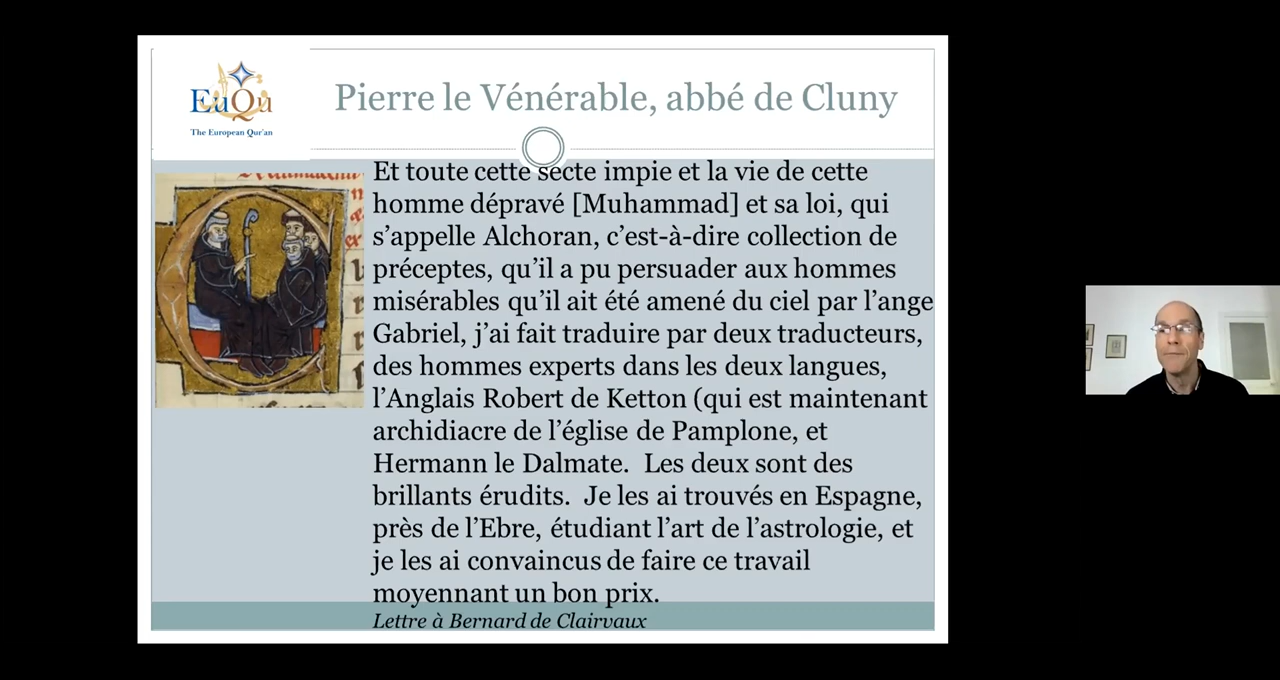 EuQu
The European Qur'an
Pierre le Vénérable, abbé de Cluny
Et toute cette secte impie et la vie de cette
homme dépravé [Muhammad] et sa loi, qui
s'appelle Alchoran, c'est-à-dire collection de
préceptes, qu'il a pu persuader aux hommes
misérables qu'il ait été amené du ciel par l'ange
Gabriel, j'ai fait traduire par deux traducteurs,
des hommes experts dans les deux langues,
l'Anglais Robert de Ketton (qui est maintenant
archidiacre de l'église de Pamplone, et
Hermann le Dalmate.  Les deux sont des
brillants érudits.  Je les ai trouvés en Espagne,
près de l'Ebre, étudiant l'art de l'astrologie, et
je les ai convaincus de faire ce travail
moyennant un bon prix.
Lettre à Bernard de Clairvaux